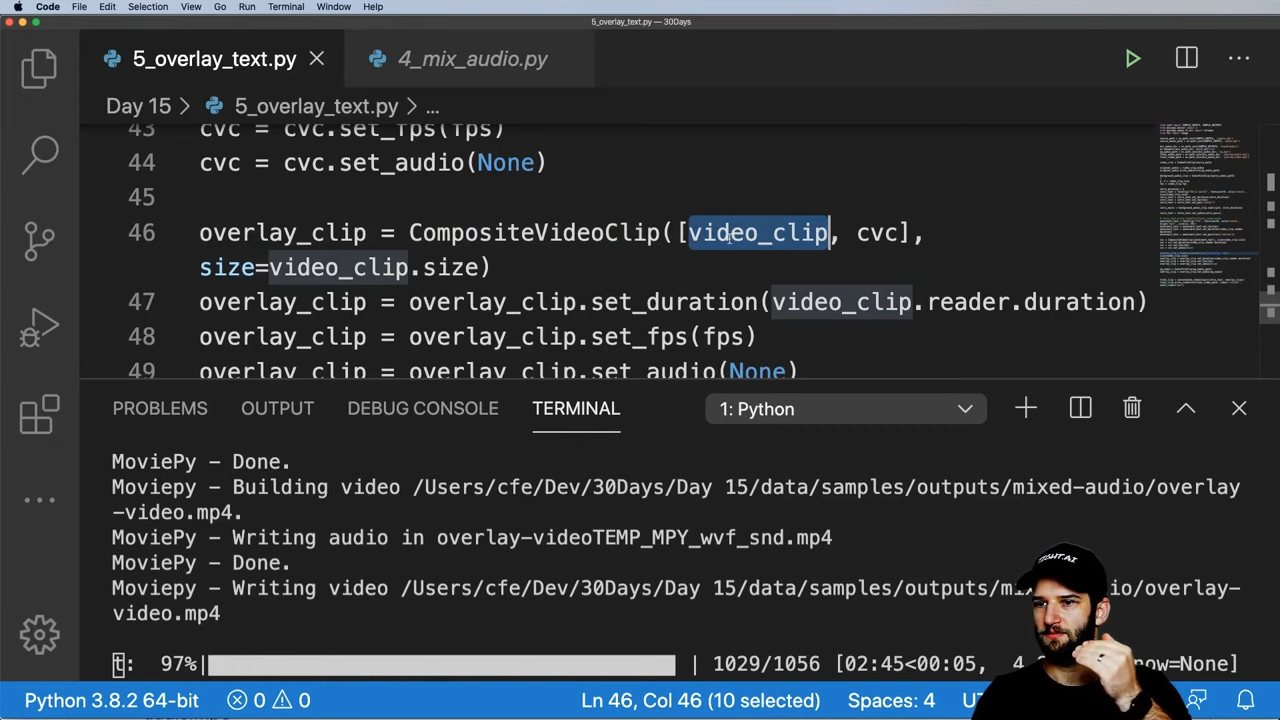 Code File Edit Selection View Go Run Terminal Window Help
5_overlay_text.py — 30Days
5_overlay_text.py 4_mix_audio.py
Day 15 > 5_overlay_text.py > ...
43 cvc = cvc.set_fps(fps)
44 cvc = cvc.set_audio(None)
45
46 overlay_clip = CompositeVideoClip([video_clip, cvc],
size=video_clip.size)
47 overlay_clip = overlay_clip.set_duration(video_clip.reader.duration)
48 overlay_clip = overlay_clip.set_fps(fps)
49 overlay_clip = overlay_clip.set_audio(None)
PROBLEMS OUTPUT DEBUG CONSOLE TERMINAL 1: Python
MoviePy - Done.
Moviepy - Building video /Users/cfe/Dev/30Days/Day 15/data/samples/outputs/mixed-audio/overlay
-video.mp4.
MoviePy - Writing audio in overlay-videoTEMP_MPY_wvf_snd.mp4
MoviePy - Done.
Moviepy - Writing video /Users/cfe/Dev/30Days/Day 15/data/samples/outputs/mix io/overlay-
video.mp4
t: 97%| | 1029/1056 [02:45<00:05, 4. now=None]
Python 3.8.2 64-bit 0 0 Ln 46, Col 46 (10 selected) Spaces: 4